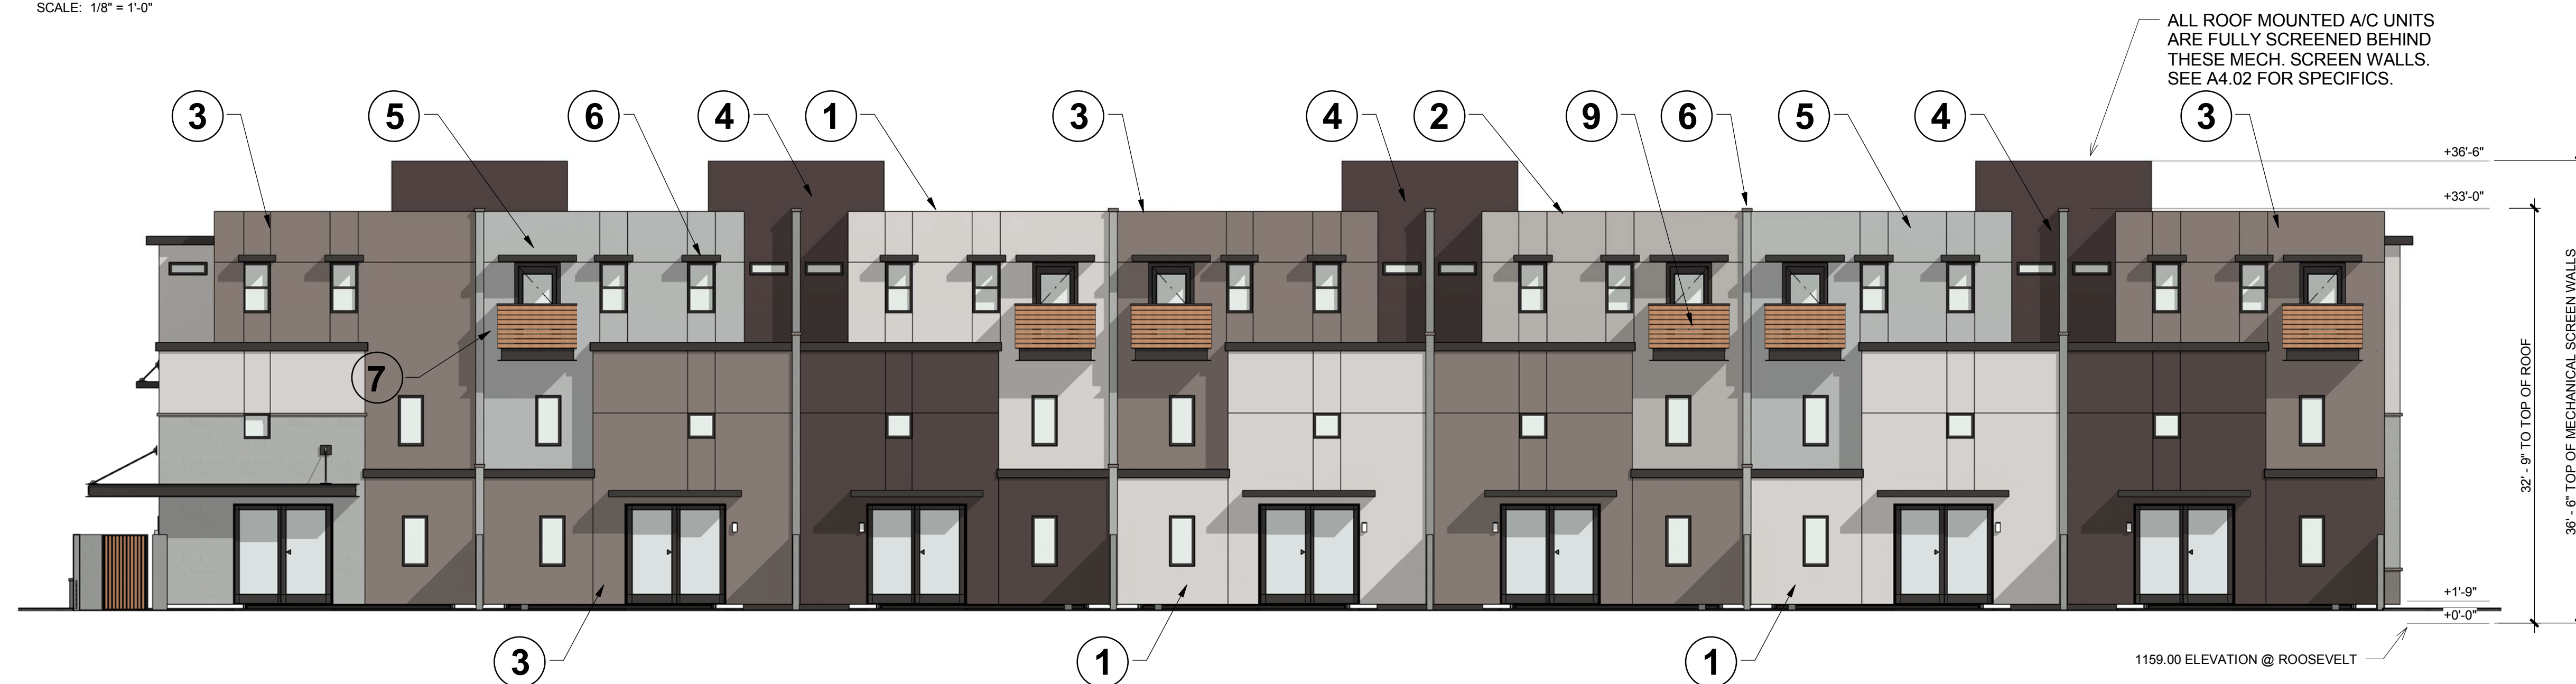 SCALE: 1/8" = 1'-0"
ALL ROOF MOUNTED A/C UNITS
ARE FULLY SCREENED BEHIND
THESE MECH. SCREEN WALLS.
SEE A4.02 FOR SPECIFICS.
3
5
6
4
1
3
4
2
9
6
5
4
3
+36'-6"
+33'-0"
7
32' - 9" TO TOP OF ROOF
36' - 6" TOP OF MECHANICAL SCREEN WALLS
+1'-9"
+0'-0"
3
1
1
1159.00 ELEVATION @ ROOSEVELT